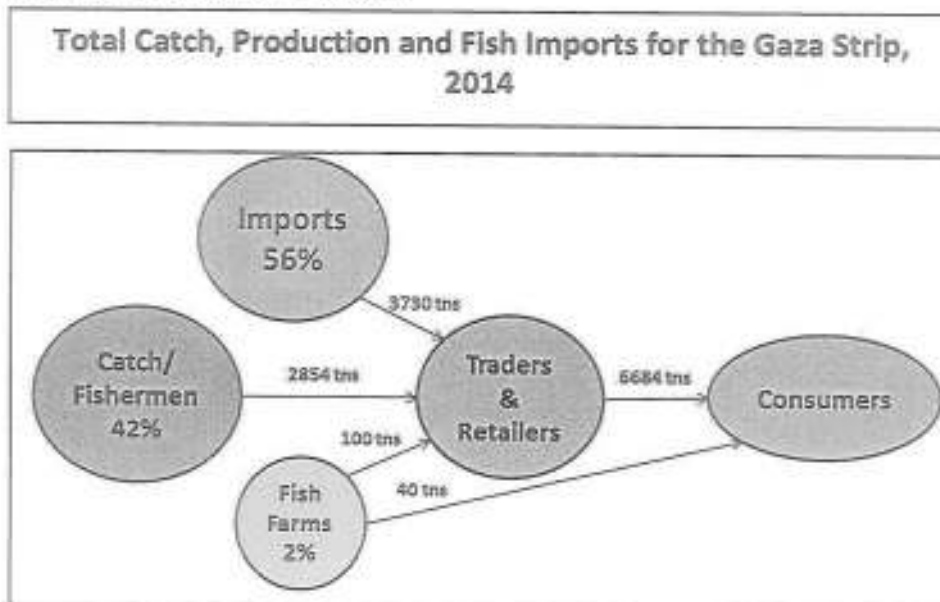 Total Catch, Production and Fish Imports for the Gaza Strip,
2014
Imports
56%
3730 tns
Catch/
Fishermen
42%
2854 tns
Traders
&
Retailers
6684 tns
Consumers
100 tns
Fish
Farms
2%
40 tns